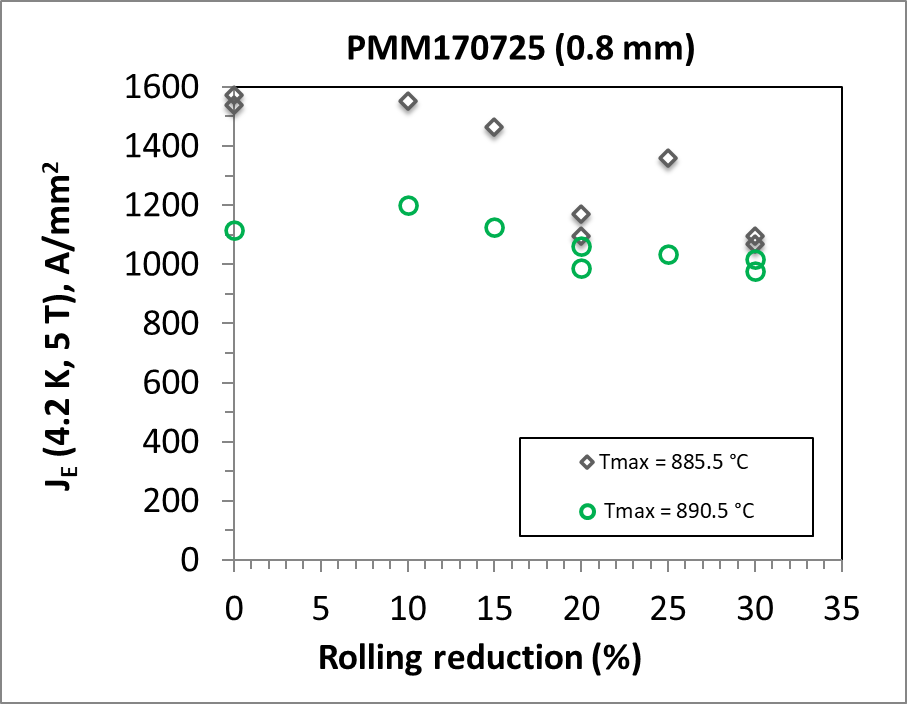 PMM170725 (0.8 mm)
J_E (4.2 K, 5 T), A/mm²
1600
1400
1200
1000
800
600
400
200
0
Tmax = 885.5 °C
Tmax = 890.5 °C
0 5 10 15 20 25 30 35
Rolling reduction (%)